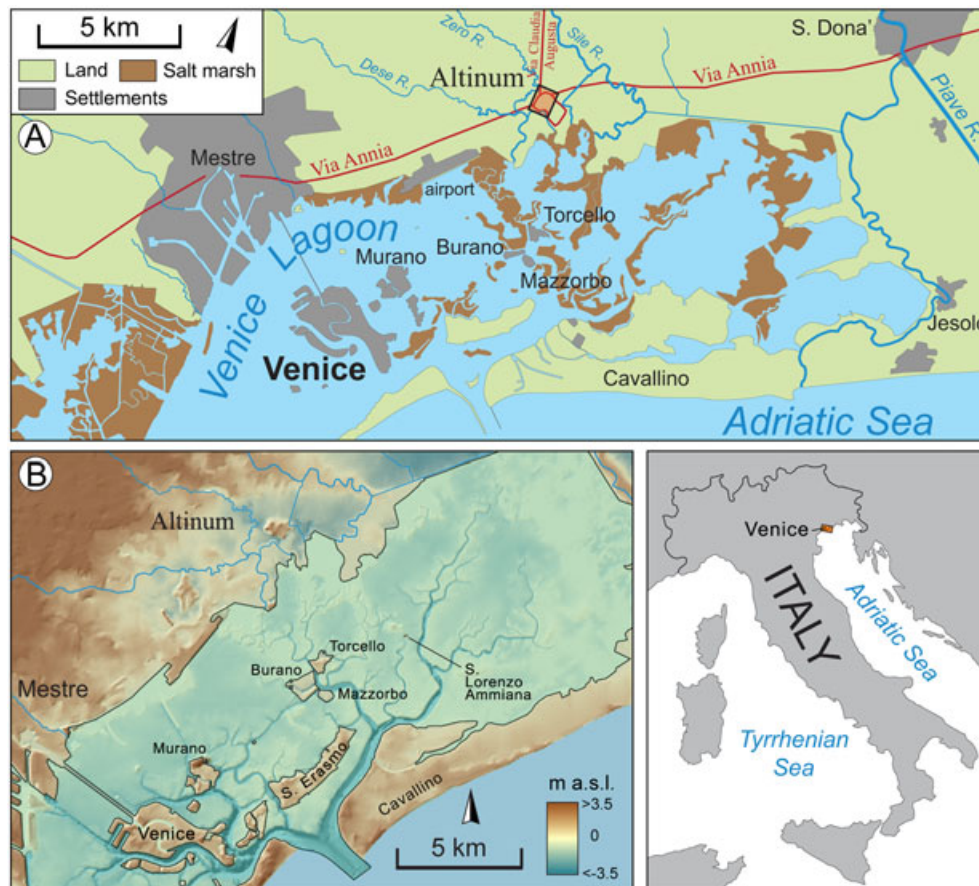 5 km
Land
Salt marsh
Settlements
A
Zero R.
Dese R.
Via Claudia
Augusta
Sile R.
Altinum
Via Annia
S. Dona'
Piave R.
Mestre
Via Annia
airport
Torcello
Burano
Murano
Mazzorbo
Venice Lagoon
Venice
Cavallino
Jesolo
Adriatic Sea
B
Altinum
Mestre
Torcello
Burano
Mazzorbo
S.
Lorenzo
Ammiana
Murano
S. Erasmo
Cavallino
Venice
5 km
m a.s.l.
>3.5
0
<-3.5
Venice
ITALY
Adriatic Sea
Tyrrhenian
Sea